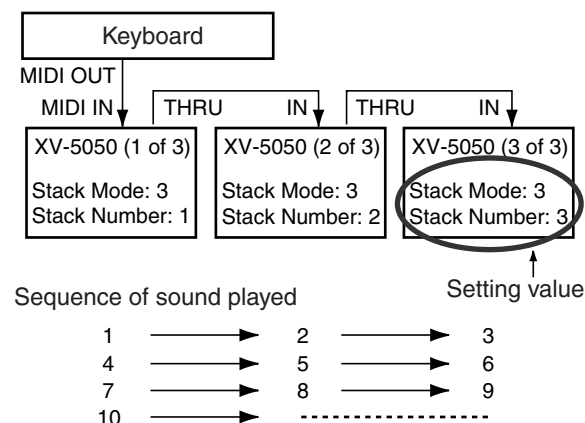 Keyboard
MIDI OUT
MIDI IN THRU IN THRU IN
XV-5050 (1 of 3) XV-5050 (2 of 3) XV-5050 (3 of 3)
Stack Mode: 3 Stack Mode: 3 Stack Mode: 3
Stack Number: 1 Stack Number: 2 Stack Number: 3
Setting value
Sequence of sound played
1 2 3
4 5 6
7 8 9
10